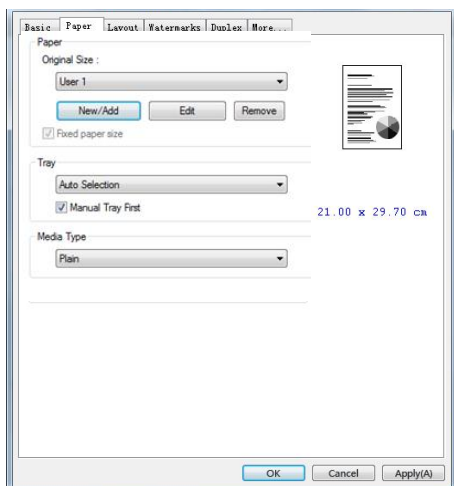 Basic Paper Layout Watermarks Duplex More...
Paper
Original Size :
User 1
New/Add Edit Remove
Fixed paper size
Tray
Auto Selection
Manual Tray First
21.00 x 29.70 cm
Media Type
Plain
OK Cancel Apply(A)